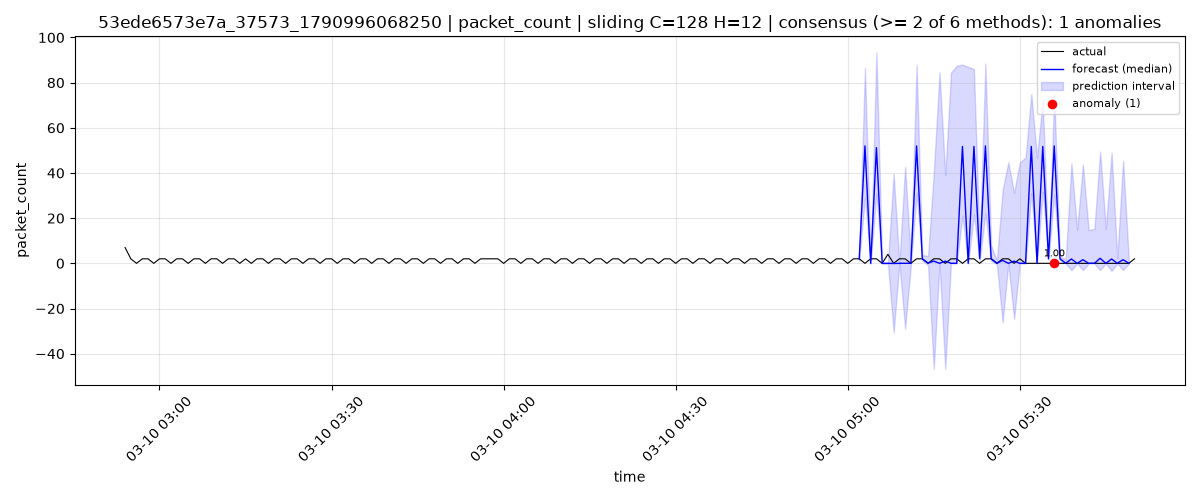 53ede6573e7a_37573_1790996068250 | packet_count | sliding C=128 H=12 | consensus (>= 2 of 6 methods): 1 anomalies
100
80
60
40
20
0
−20
−40
packet_count
actual
forecast (median)
prediction interval
anomaly (1)
1.00
03-10 03:00
03-10 03:30
03-10 04:00
03-10 04:30
03-10 05:00
03-10 05:30
time